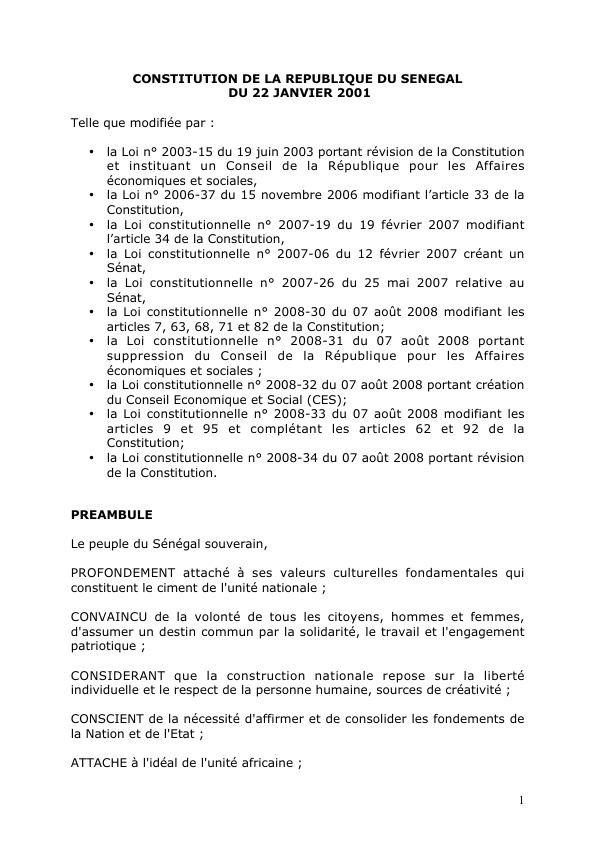 CONSTITUTION DE LA REPUBLIQUE DU SENEGAL
DU 22 JANVIER 2001
Telle que modifiée par :
• la Loi n° 2003-15 du 19 juin 2003 portant révision de la Constitution
et instituant un Conseil de la République pour les Affaires
économiques et sociales,
• la Loi n° 2006-37 du 15 novembre 2006 modifiant l’article 33 de la
Constitution,
• la Loi constitutionnelle n° 2007-19 du 19 février 2007 modifiant
l’article 34 de la Constitution,
• la Loi constitutionnelle n° 2007-06 du 12 février 2007 créant un
Sénat,
• la Loi constitutionnelle n° 2007-26 du 25 mai 2007 relative au
Sénat,
• la Loi constitutionnelle n° 2008-30 du 07 août 2008 modifiant les
articles 7, 63, 68, 71 et 82 de la Constitution;
• la Loi constitutionnelle n° 2008-31 du 07 août 2008 portant
suppression du Conseil de la République pour les Affaires
économiques et sociales ;
• la Loi constitutionnelle n° 2008-32 du 07 août 2008 portant création
du Conseil Economique et Social (CES);
• la Loi constitutionnelle n° 2008-33 du 07 août 2008 modifiant les
articles 9 et 95 et complétant les articles 62 et 92 de la
Constitution;
• la Loi constitutionnelle n° 2008-34 du 07 août 2008 portant révision
de la Constitution.
PREAMBULE
Le peuple du Sénégal souverain,
PROFONDEMENT attaché à ses valeurs culturelles fondamentales qui
constituent le ciment de l'unité nationale ;
CONVAINCU de la volonté de tous les citoyens, hommes et femmes,
d'assumer un destin commun par la solidarité, le travail et l'engagement
patriotique ;
CONSIDERANT que la construction nationale repose sur la liberté
individuelle et le respect de la personne humaine, sources de créativité ;
CONSCIENT de la nécessité d'affirmer et de consolider les fondements de
la Nation et de l'Etat ;
ATTACHE à l'idéal de l'unité africaine ;
1